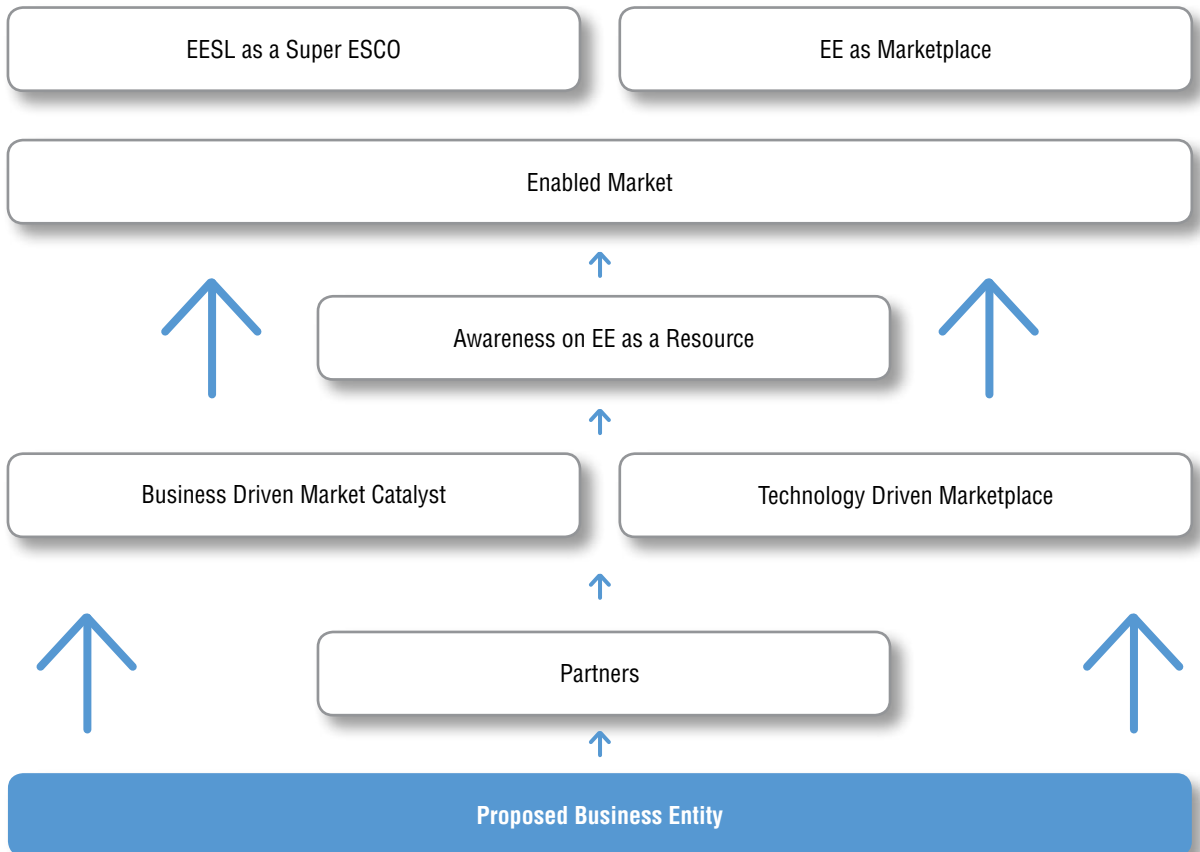 EESL as a Super ESCO
EE as Marketplace
Enabled Market
Awareness on EE as a Resource
Business Driven Market Catalyst
Technology Driven Marketplace
Partners
Proposed Business Entity